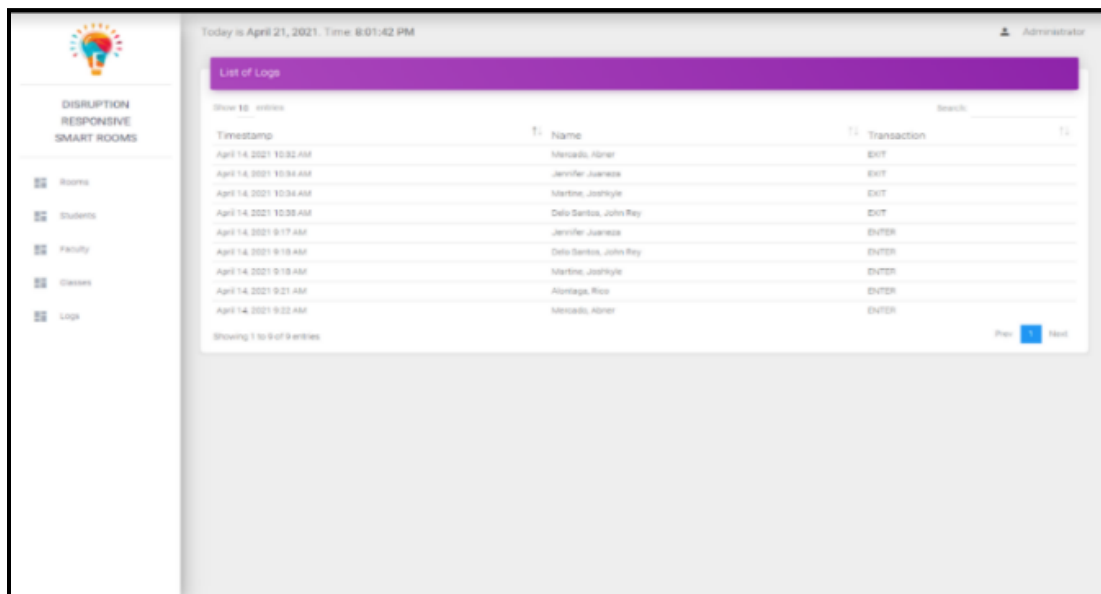 Today is April 21, 2021. Time: 8:01:42 PM
Administrator
DISRUPTION
RESPONSIVE
SMART ROOMS
Rooms
Students
Faculty
Classes
Logs
List of Logs
Show 10 entries
Search:
Timestamp Name Transaction
April 14, 2021 10:32 AM Mercado, Abner EXIT
April 14, 2021 10:34 AM Jennifer EXIT
April 14, 2021 10:34 AM Martine, Joshkyle EXIT
April 14, 2021 10:38 AM Delo Santos, John Rey EXIT
April 14, 2021 9:17 AM Jennifer ENTER
April 14, 2021 9:18 AM Delo Santos, John Rey ENTER
April 14, 2021 9:18 AM Martine, Joshkyle ENTER
April 14, 2021 9:21 AM Rico ENTER
April 14, 2021 9:22 AM Mercado, Abner ENTER
Showing 1 to 9 of 9 entries
Prev 1 Next